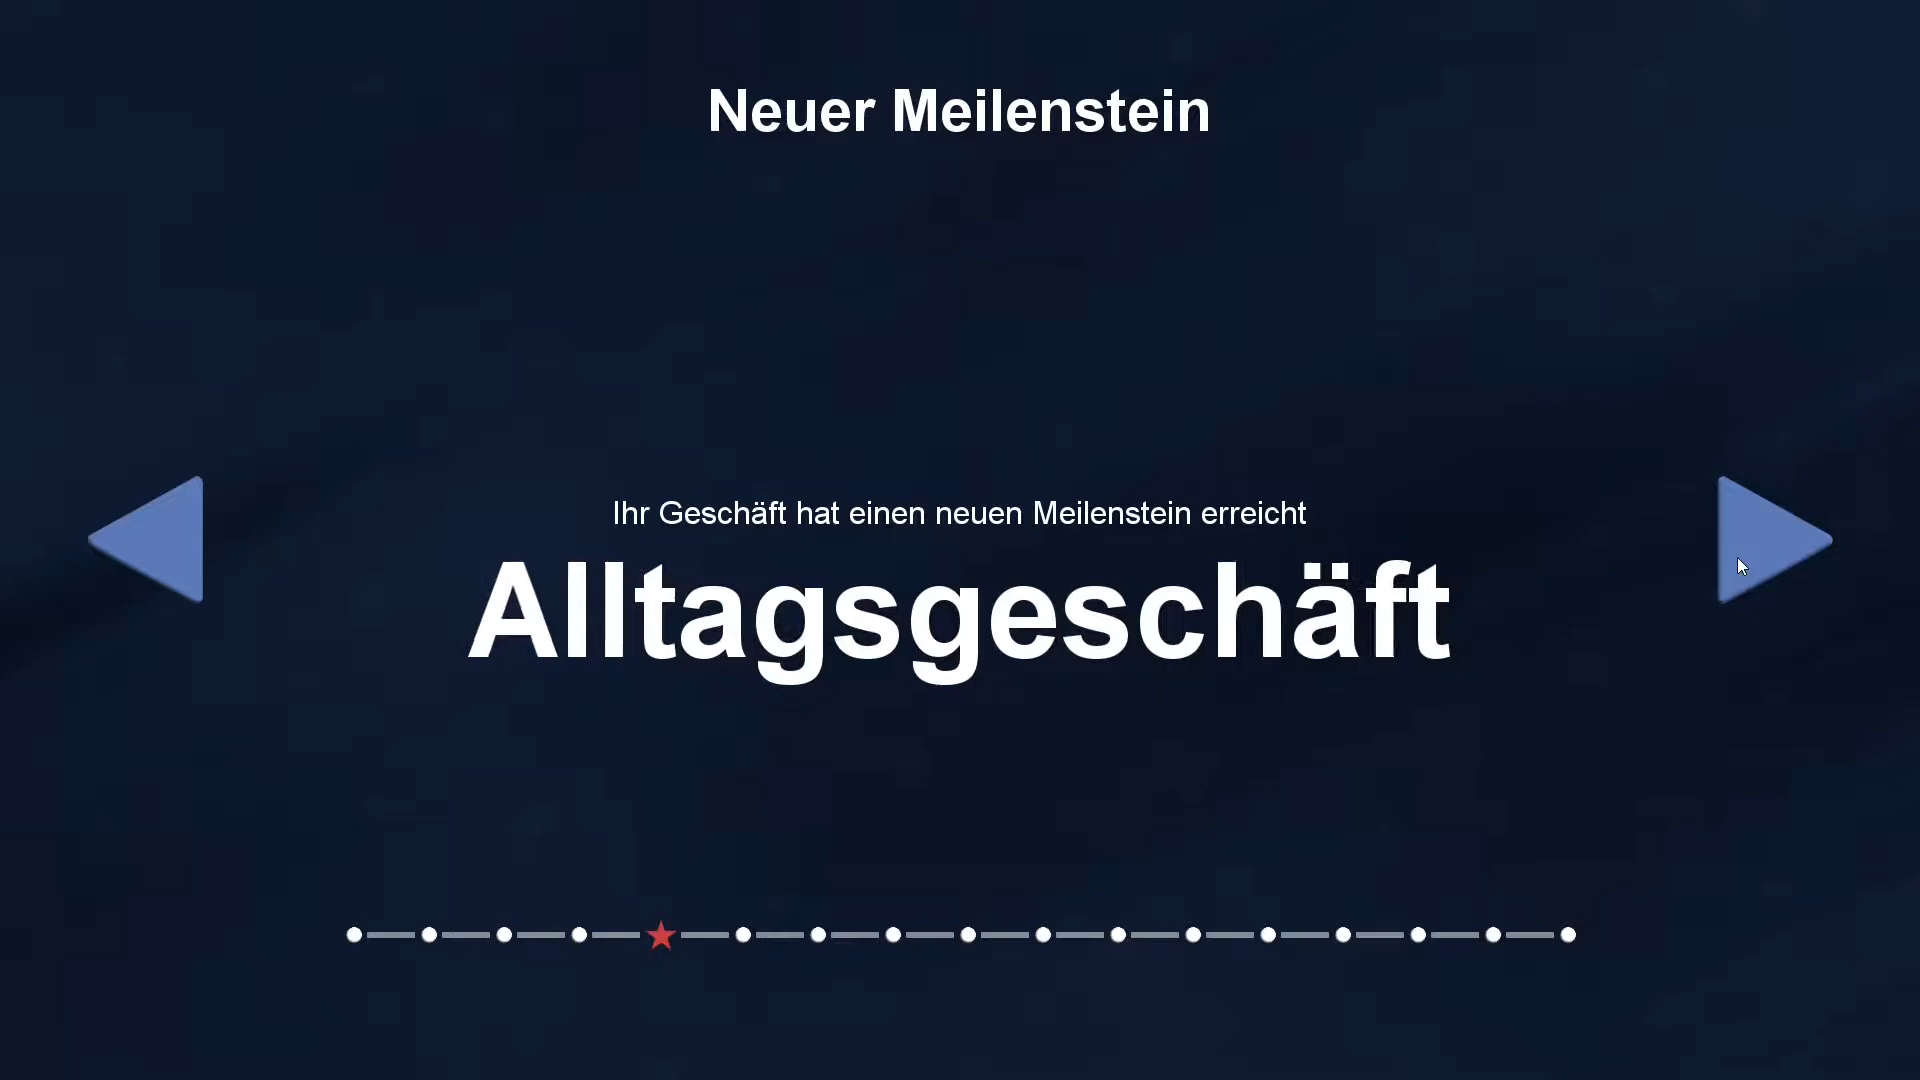 Neuer Meilenstein
Ihr Geschäft hat einen neuen Meilenstein erreicht
Alltagsgeschäft